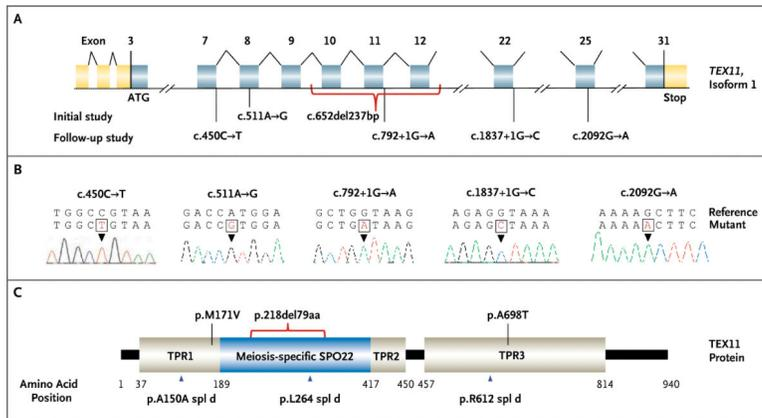 A
Exon 3 7 8 9 10 11 12 22 25 31
TEX11, Isoform 1
ATG Stop
Initial study c.511A→G c.652del237bp
Follow-up study c.450C→T c.792+1G→A c.1837+1G→C c.2092G→A
B
c.450C→T c.511A→G c.792+1G→A c.1837+1G→C c.2092G→A
TGGCCGTAA GACCATGGA GCTGGTAAG AGAGGTAAA AAAAGCTTC Reference
TGGCTGTAA GACCGTGGA GCTGATAAG AGAGCTAAA AAAAACTTC Mutant
C
p.M171V p.218del79aa p.A698T
TPR1 Meiosis-specific SPO22 TPR2 TPR3 TEX11 Protein
Amino Acid Position 1 37 189 417 450 457 814 940
p.A150A spl d p.L264 spl d p.R612 spl d